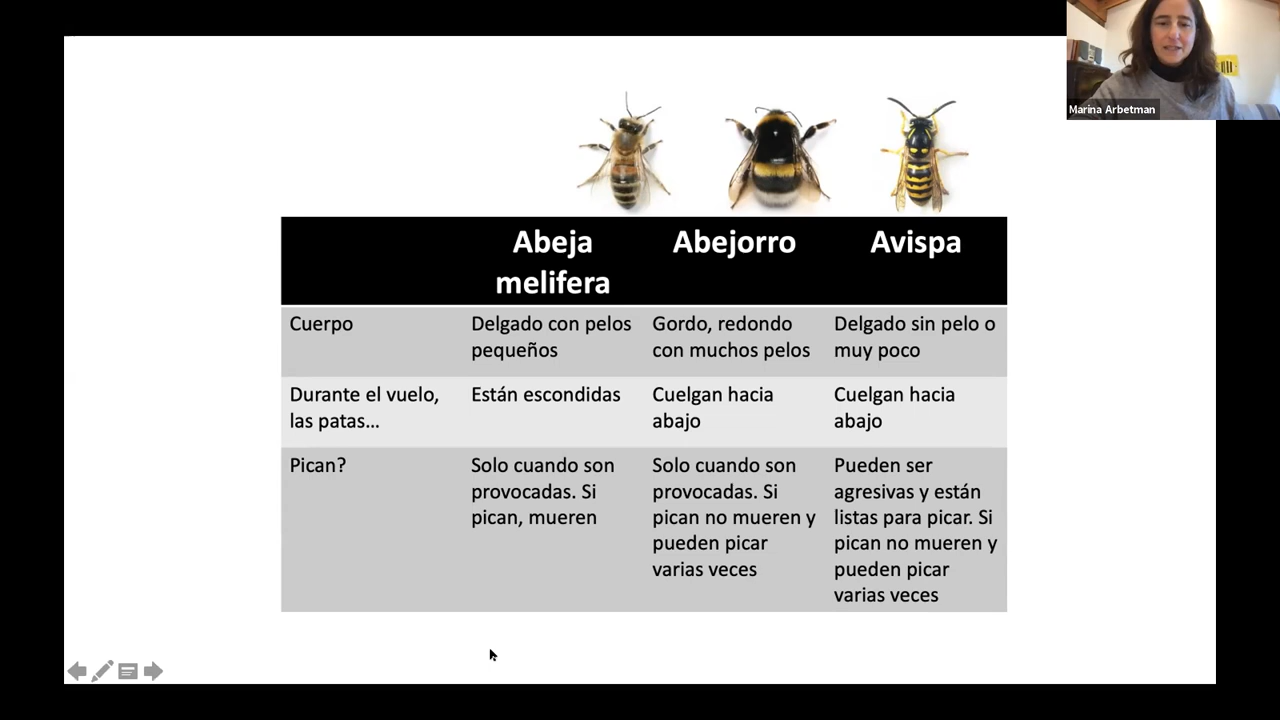 Marina Arbetman
Abeja
melifera
Abejorro
Avispa
Cuerpo
Delgado con pelos
pequeños
Gordo, redondo
con muchos pelos
Delgado sin pelo o
muy poco
Durante el vuelo,
las patas...
Están escondidas
Cuelgan hacia
abajo
Cuelgan hacia
abajo
Pican?
Solo cuando son
provocadas. Si
pican, mueren
Solo cuando son
provocadas. Si
pican no mueren y
pueden picar
varias veces
Pueden ser
agresivas y están
listas para picar. Si
pican no mueren y
pueden picar
varias veces